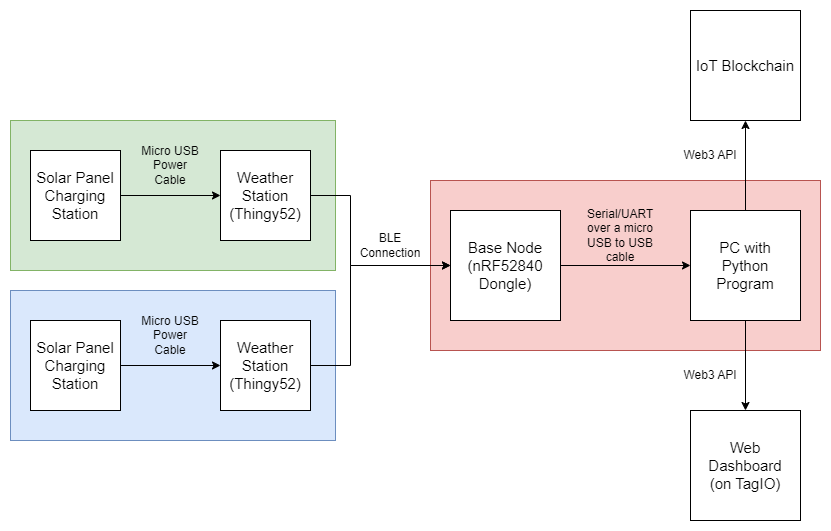 IoT Blockchain
Web3 API
Micro USB
Power
Cable
Solar Panel
Charging
Station
Weather
Station
(Thingy52)
BLE
Connection
Base Node
(nRF52840
Dongle)
Serial/UART
over a micro
USB to USB
cable
PC with
Python
Program
Micro USB
Power
Cable
Solar Panel
Charging
Station
Weather
Station
(Thingy52)
Web3 API
Web
Dashboard
(on TagIO)